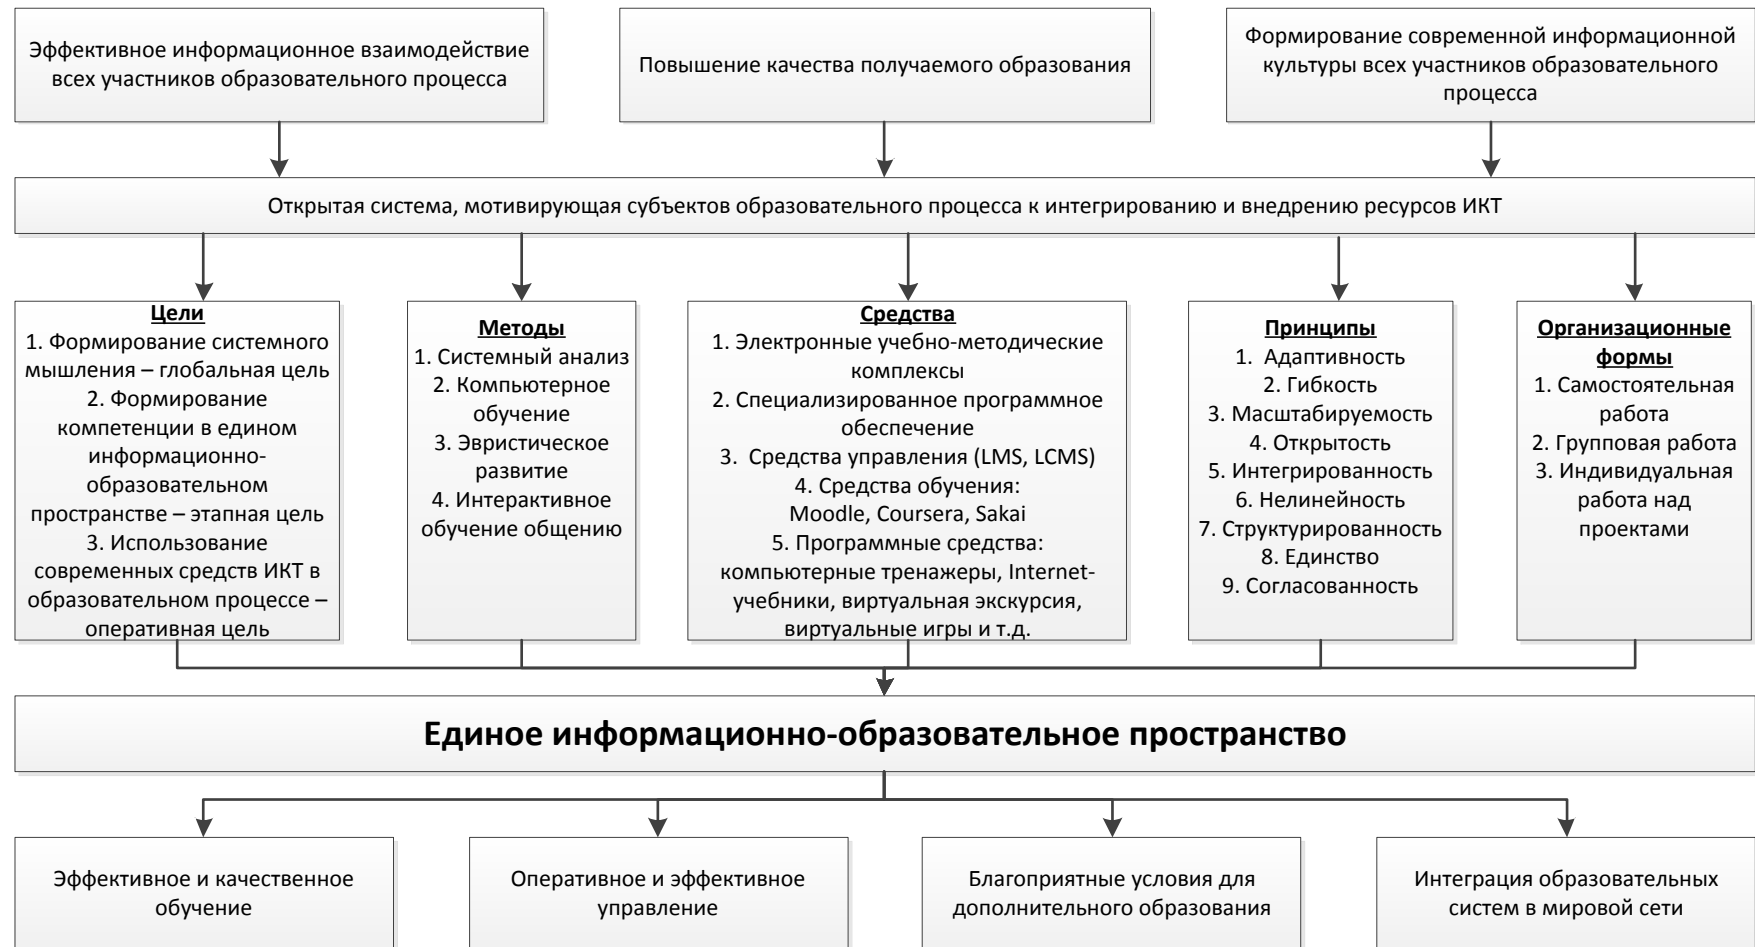 Эффективное информационное взаимодействие
всех участников образовательного процесса
Повышение качества получаемого образования
Формирование современной информационной
культуры всех участников образовательного
процесса
Открытая система, мотивирующая субъектов образовательного процесса к интегрированию и внедрению ресурсов ИКТ
Цели
1. Формирование системного
мышления – глобальная цель
2. Формирование
компетенции в едином
информационно-
образовательном
пространстве – этапная цель
3. Использование
современных средств ИКТ в
образовательном процессе –
оперативная цель
Методы
1. Системный анализ
2. Компьютерное
обучение
3. Эвристическое
развитие
4. Интерактивное
обучение общению
Средства
1. Электронные учебно-методические
комплексы
2. Специализированное программное
обеспечение
3. Средства управления (LMS, LCMS)
4. Средства обучения:
Moodle, Coursera, Sakai
5. Программные средства:
компьютерные тренажеры, Internet-
учебники, виртуальная экскурсия,
виртуальные игры и т.д.
Принципы
1. Адаптивность
2. Гибкость
3. Масштабируемость
4. Открытость
5. Интегрированность
6. Нелинейность
7. Структурированность
8. Единство
9. Согласованность
Организационные
формы
1. Самостоятельная
работа
2. Групповая работа
3. Индивидуальная
работа над
проектами
Единое информационно-образовательное пространство
Эффективное и качественное
обучение
Оперативное и эффективное
управление
Благоприятные условия для
дополнительного образования
Интеграция образовательных
систем в мировой сети